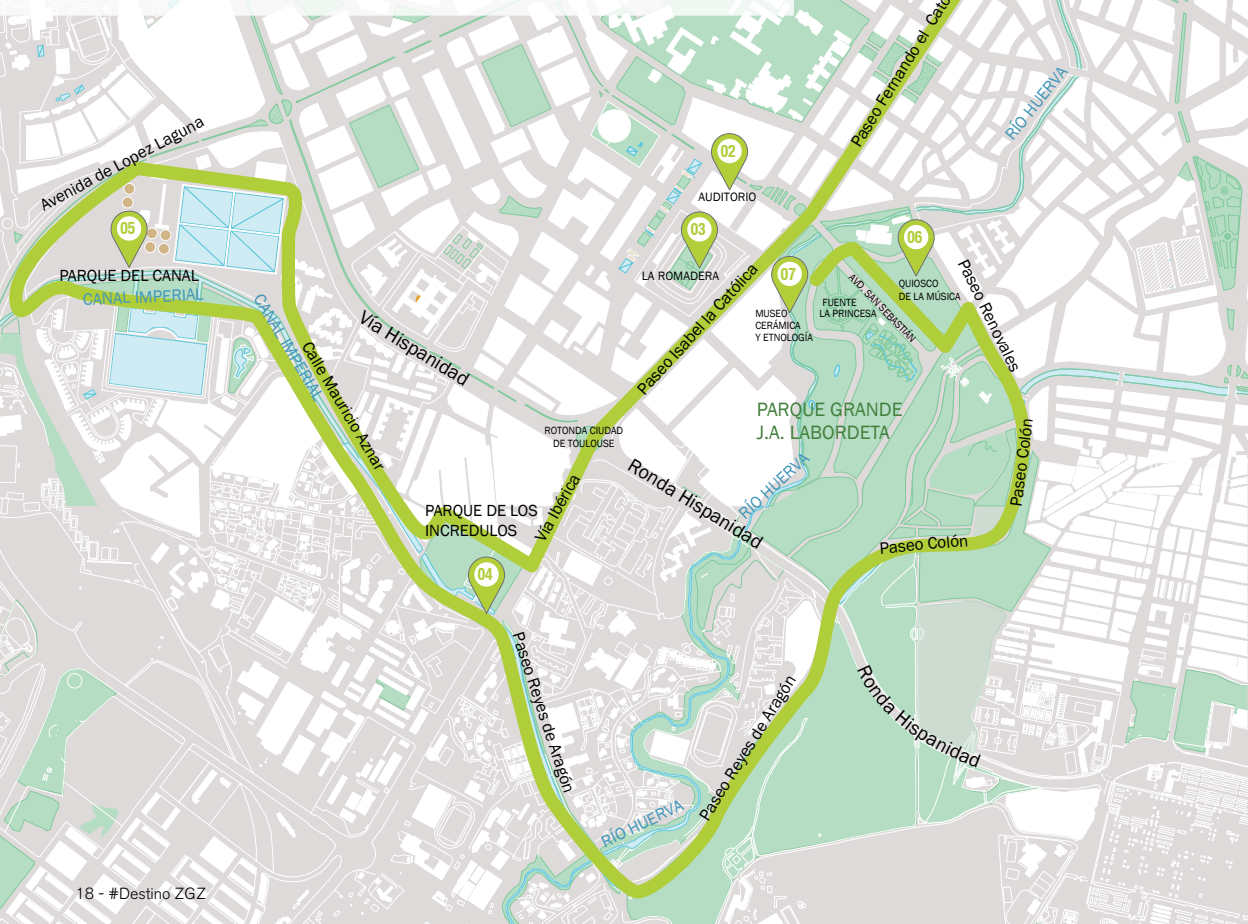 Paseo Fernando el Cató
RÍO HUERVA
Avenida de Lopez Laguna
02
AUDITORIO
05
03
06
PARQUE DEL CANAL
CANAL IMPERIAL
LA ROMADERA
07
QUIOSCO
DE LA MÚSICA
AVD. SAN SEBASTIÁN
Paseo Renovales
FUENTE
LA PRINCESA
MUSEO
CERÁMICA
Y ETNOLOGÍA
CANAL IMPERIAL
Calle Mauricio Aznar
Vía Hispanidad
Paseo Isabel la Católica
PARQUE GRANDE
J.A. LABORDETA
ROTONDA CIUDAD
DE TOULOUSE
Ronda Hispanidad
RÍO HUERVA
Paseo Colón
PARQUE DE LOS
INCREDULOS
Vía Ibérica
Paseo Colón
04
Paseo Reyes de Aragón
Paseo Reyes de Aragón
Ronda Hispanidad
RÍO HUERVA
18 - #Destino ZGZ